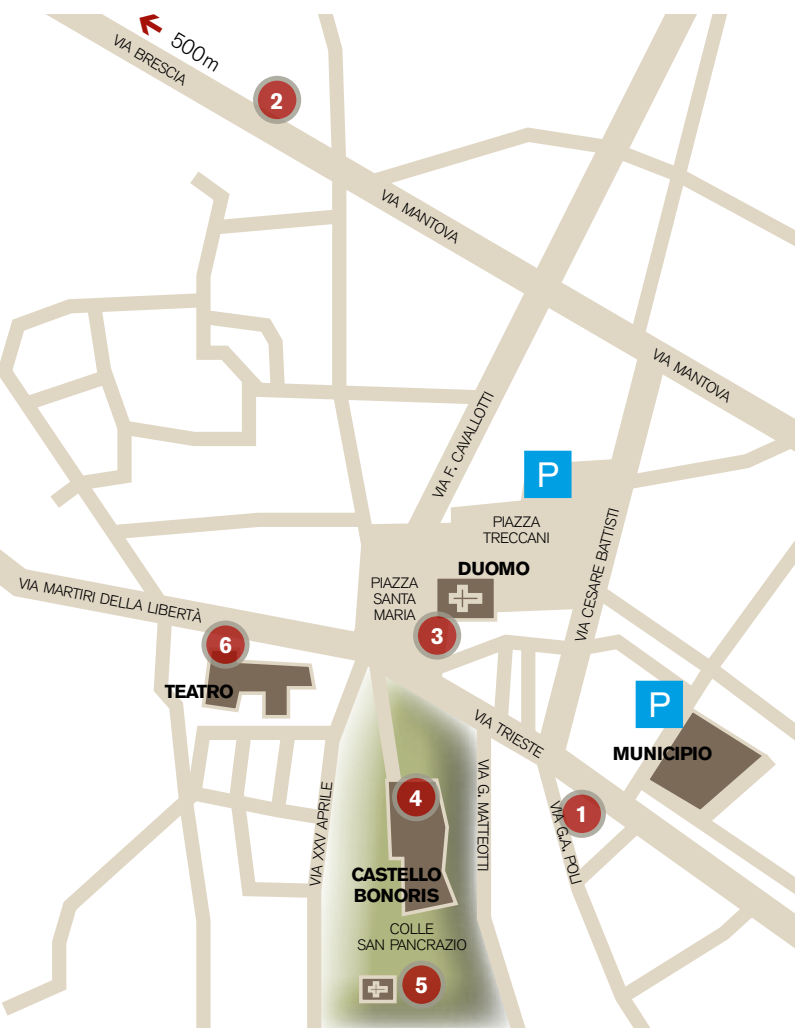 500m
VIA BRESCIA
2
VIA MANTOVA
VIA MANTOVA
VIA F. CAVALLOTTI
P
PIAZZA
TRECCANI
VIA CESARE BATTISTI
DUOMO
PIAZZA
SANTA
MARIA
3
VIA MARTIRI DELLA LIBERTÀ
6
TEATRO
P
MUNICIPIO
VIA TRIESTE
VIA G. MATTEOTTI
VIA XXV APRILE
4
1
VIA G.A. POLI
CASTELLO
BONORIS
COLLE
SAN PANCRAZIO
5